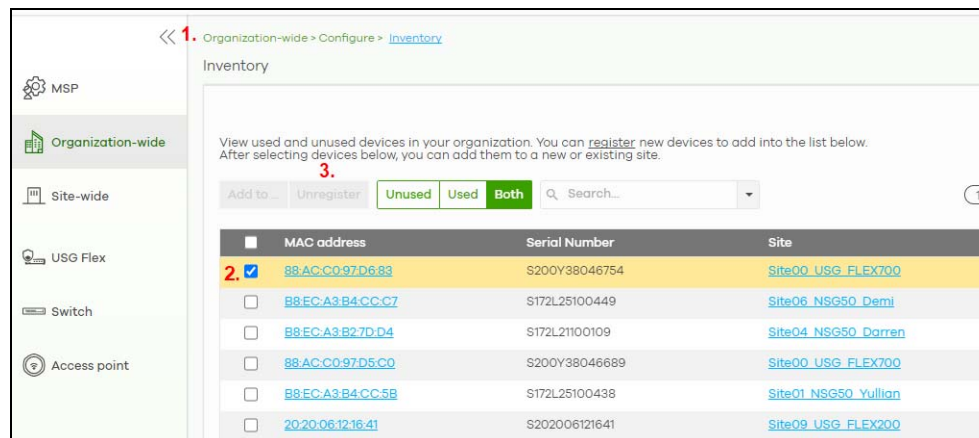 1. Organization-wide > Configure > Inventory
Inventory
MSP
Organization-wide
Site-wide
USG Flex
Switch
Access point
View used and unused devices in your organization. You can register new devices to add into the list below.
After selecting devices below, you can add them to a new or existing site.
3.
Add to... Unregister Unused Used Both Search...
MAC address Serial Number Site
2. 88:AC:C0:97:D6:83 S200Y38046754 Site00_USG_FLEX700
B8:EC:A3:B4:CC:C7 S172L25100449 Site06_NSG50_Demi
B8:EC:A3:B2:7D:D4 S172L21100109 Site04_NSG50_Darren
88:AC:C0:97:D5:C0 S200Y38046689 Site00_USG_FLEX700
B8:EC:A3:B4:CC:5B S172L25100438 Site01_NSG50_Yullian
20:20:06:12:16:41 S202006121641 Site09_USG_FLEX200